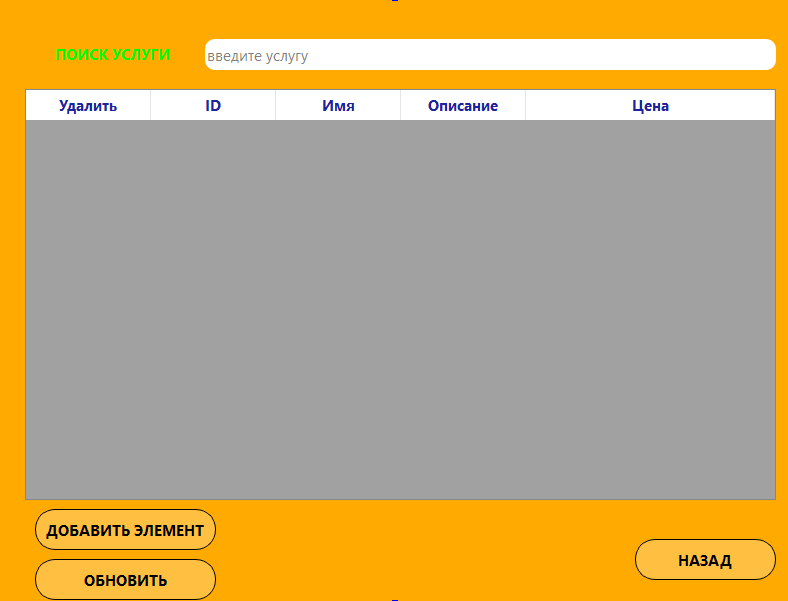 ПОИСК УСЛУГИ введите услугу
Удалить ID Имя Описание Цена
ДОБАВИТЬ ЭЛЕМЕНТ
НАЗАД
ОБНОВИТЬ